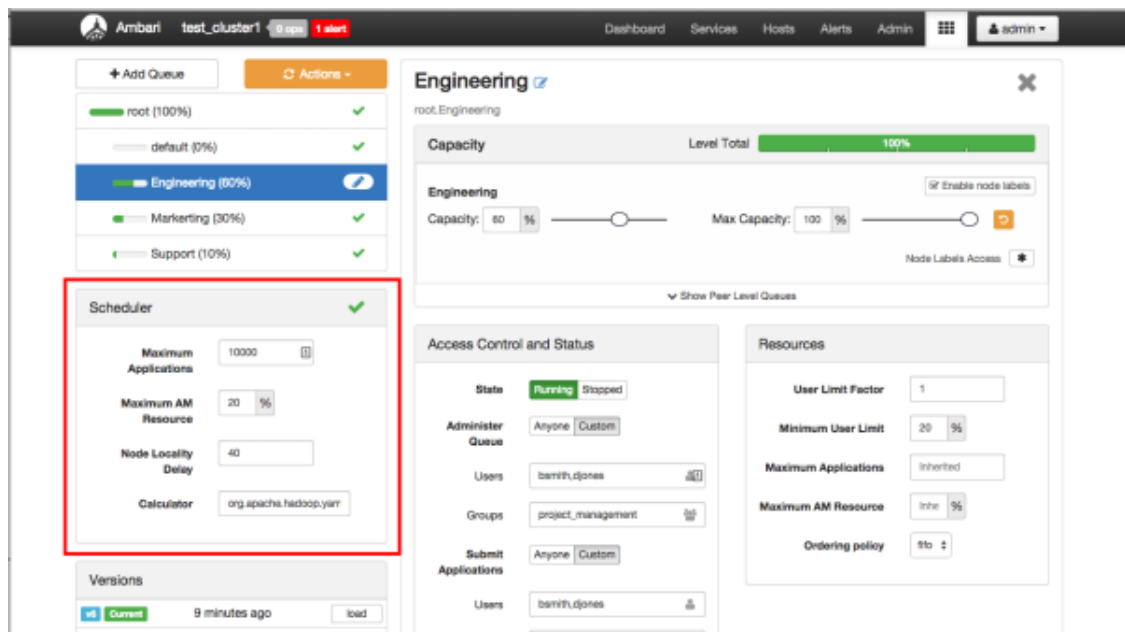 Ambari test_cluster1 0 ops 1 alert Dashboard Services Hosts Alerts Admin admin
+ Add Queue
Actions
root (100%)
default (0%)
Engineering (60%)
Markerting (30%)
Support (10%)
Scheduler
Maximum Applications 10000
Maximum AM Resource 20 %
Node Locality Delay 40
Calculator org.apache.hadoop.yarn
Versions
v6 Current 9 minutes ago load
Engineering
root.Engineering
Capacity Level Total 100%
Engineering Enable node labels
Capacity: 60 % Max Capacity: 100 %
Node Labels Access
Show Peer Level Queues
Access Control and Status
State Running Stopped
Administer Queue Anyone Custom
Users bsmith,djones
Groups project_management
Submit Applications Anyone Custom
Users bsmith,djones
Resources
User Limit Factor 1
Minimum User Limit 20 %
Maximum Applications Inherited
Maximum AM Resource Inhe %
Ordering policy fifo